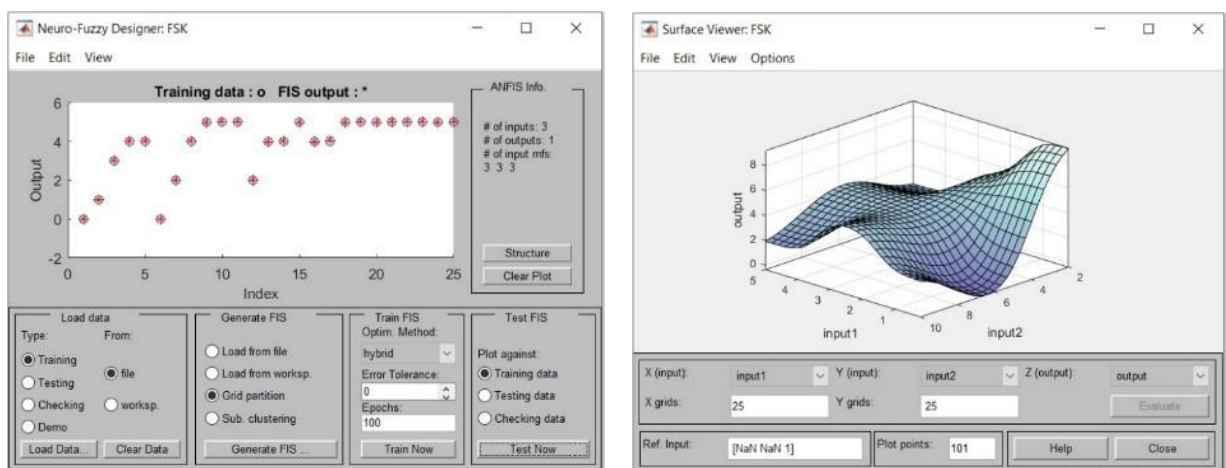 Neuro-Fuzzy Designer: FSK
File Edit View
Training data : o FIS output : *
6
4
2
0
-2
Output
0 5 10 15 20 25
Index
ANFIS Info.
# of inputs: 3
# of outputs: 1
# of input mfs:
3 3 3
Structure
Clear Plot
Load data
Type: From:
Training
file
Testing
Checking
worksp.
Demo
Load Data... Clear Data
Generate FIS
Load from file
Load from worksp.
Grid partition
Sub. clustering
Generate FIS ...
Train FIS
Optim. Method:
hybrid
Error Tolerance:
0
Epochs:
100
Train Now
Test FIS
Plot against:
Training data
Testing data
Checking data
Test Now
Surface Viewer: FSK
File Edit View Options
8
6
4
2
0
output
5 4 3 2 1
input1
10 8 6 4 2
input2
X (input): input1 Y (input): input2 Z (output): output
X grids: 25 Y grids: 25 Evaluate
Ref. Input: [NaN NaN 1] Plot points: 101 Help Close